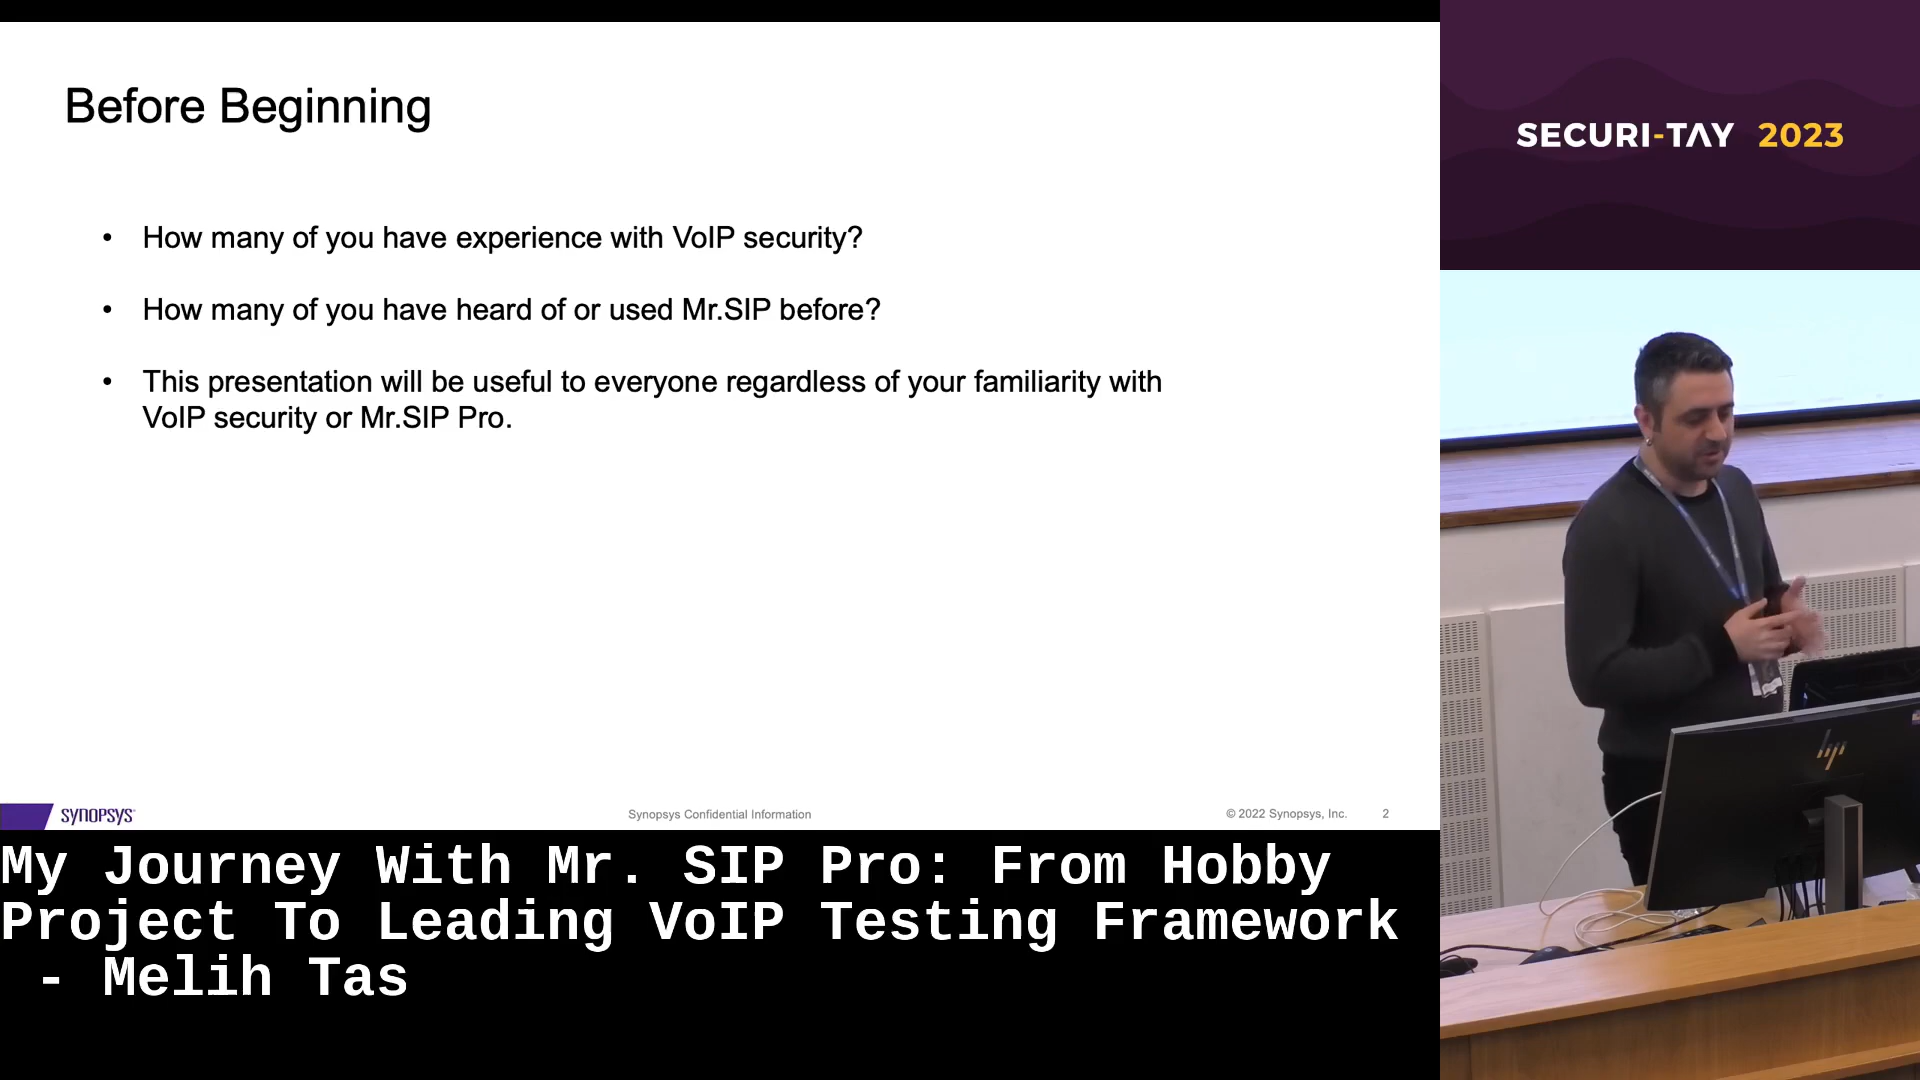 Before Beginning
• How many of you have experience with VoIP security?
• How many of you have heard of or used Mr.SIP before?
• This presentation will be useful to everyone regardless of your familiarity with
VoIP security or Mr.SIP Pro.
SYNOPSYS
Synopsys Confidential Information
© 2022 Synopsys, Inc.
2
SECURI-TAY 2023
hp
My Journey With Mr. SIP Pro: From Hobby
Project To Leading VoIP Testing Framework
- Melih Tas